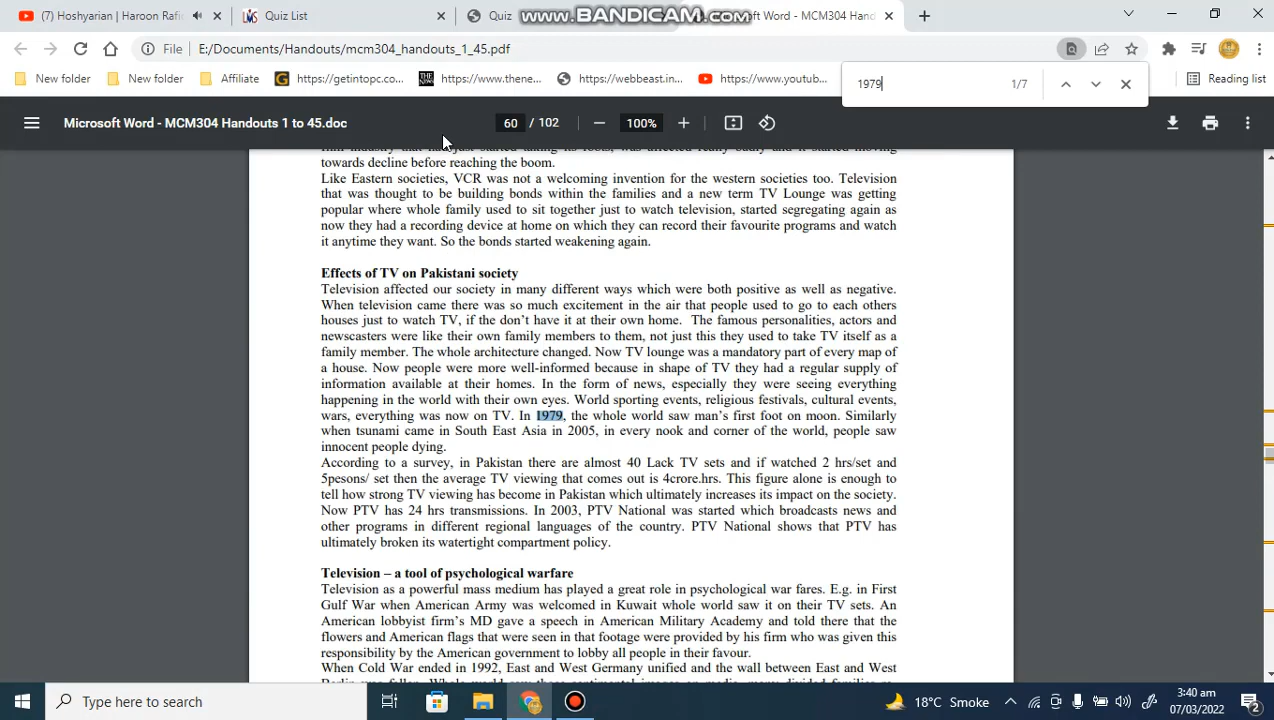 (7) Hoshyarian | Haroon Rafi
Quiz List
Quiz
www.BANDICAM.com
Microsoft Word - MCM304 Hand
File
E:/Documents/Handouts/mcm304_handouts_1_45.pdf
New folder
New folder
Affiliate
https://getintopc.co...
https://www.thene...
https://webbeast.in...
https://www.youtub...
Reading list
1979
1/7
Microsoft Word - MCM304 Handouts 1 to 45.doc
60 / 102
100%
film industry that had just started taking its roots, was affected really badly and it started moving
towards decline before reaching the boom.
Like Eastern societies, VCR was not a welcoming invention for the western societies too. Television
that was thought to be building bonds within the families and a new term TV Lounge was getting
popular where whole family used to sit together just to watch television, started segregating again as
now they had a recording device at home on which they can record their favourite programs and watch
it anytime they want. So the bonds started weakening again.
Effects of TV on Pakistani society
Television affected our society in many different ways which were both positive as well as negative.
When television came there was so much excitement in the air that people used to go to each others
houses just to watch TV, if the don't have it at their own home. The famous personalities, actors and
newscasters were like their own family members to them, not just this they used to take TV itself as a
family member. The whole architecture changed. Now TV lounge was a mandatory part of every map of
a house. Now people were more well-informed because in shape of TV they had a regular supply of
information available at their homes. In the form of news, especially they were seeing everything
happening in the world with their own eyes. World sporting events, religious festivals, cultural events,
wars, everything was now on TV. In 1979, the whole world saw man's first foot on moon. Similarly
when tsunami came in South East Asia in 2005, in every nook and corner of the world, people saw
innocent people dying.
According to a survey, in Pakistan there are almost 40 Lack TV sets and if watched 2 hrs/set and
5pesons/ set then the average TV viewing that comes out is 4crore.hrs. This figure alone is enough to
tell how strong TV viewing has become in Pakistan which ultimately increases its impact on the society.
Now PTV has 24 hrs transmissions. In 2003, PTV National was started which broadcasts news and
other programs in different regional languages of the country. PTV National shows that PTV has
ultimately broken its watertight compartment policy.
Television – a tool of psychological warfare
Television as a powerful mass medium has played a great role in psychological war fares. E.g. in First
Gulf War when American Army was welcomed in Kuwait whole world saw it on their TV sets. An
American lobbyist firm's MD gave a speech in American Military Academy and told there that the
flowers and American flags that were seen in that footage were provided by his firm who was given this
responsibility by the American government to lobby all people in their favour.
When Cold War ended in 1992, East and West Germany unified and the wall between East and West
Type here to search
18°C Smoke
3:40 am
07/03/2022
2